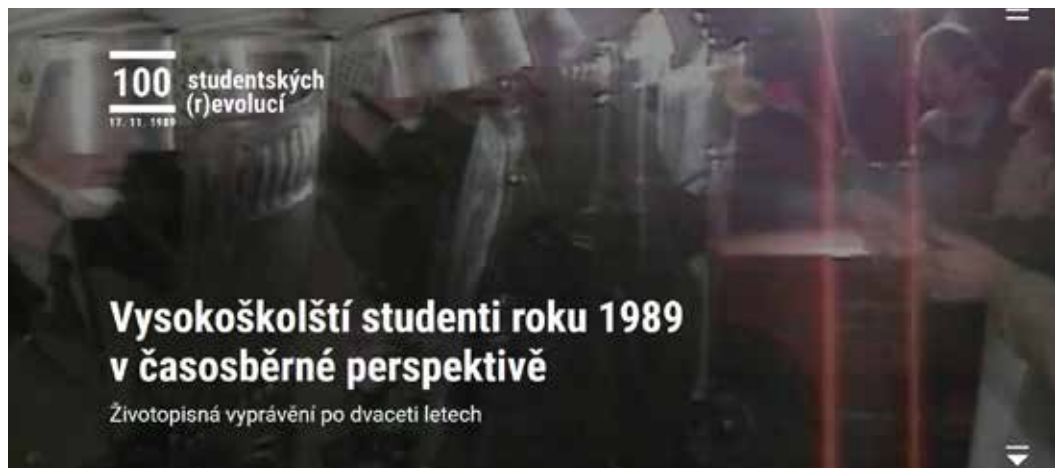 100 studentských
(r)evolucí
17. 11. 1989
Vysokoškolští studenti roku 1989
v časosběrné perspektivě
Životopisná vyprávění po dvaceti letech